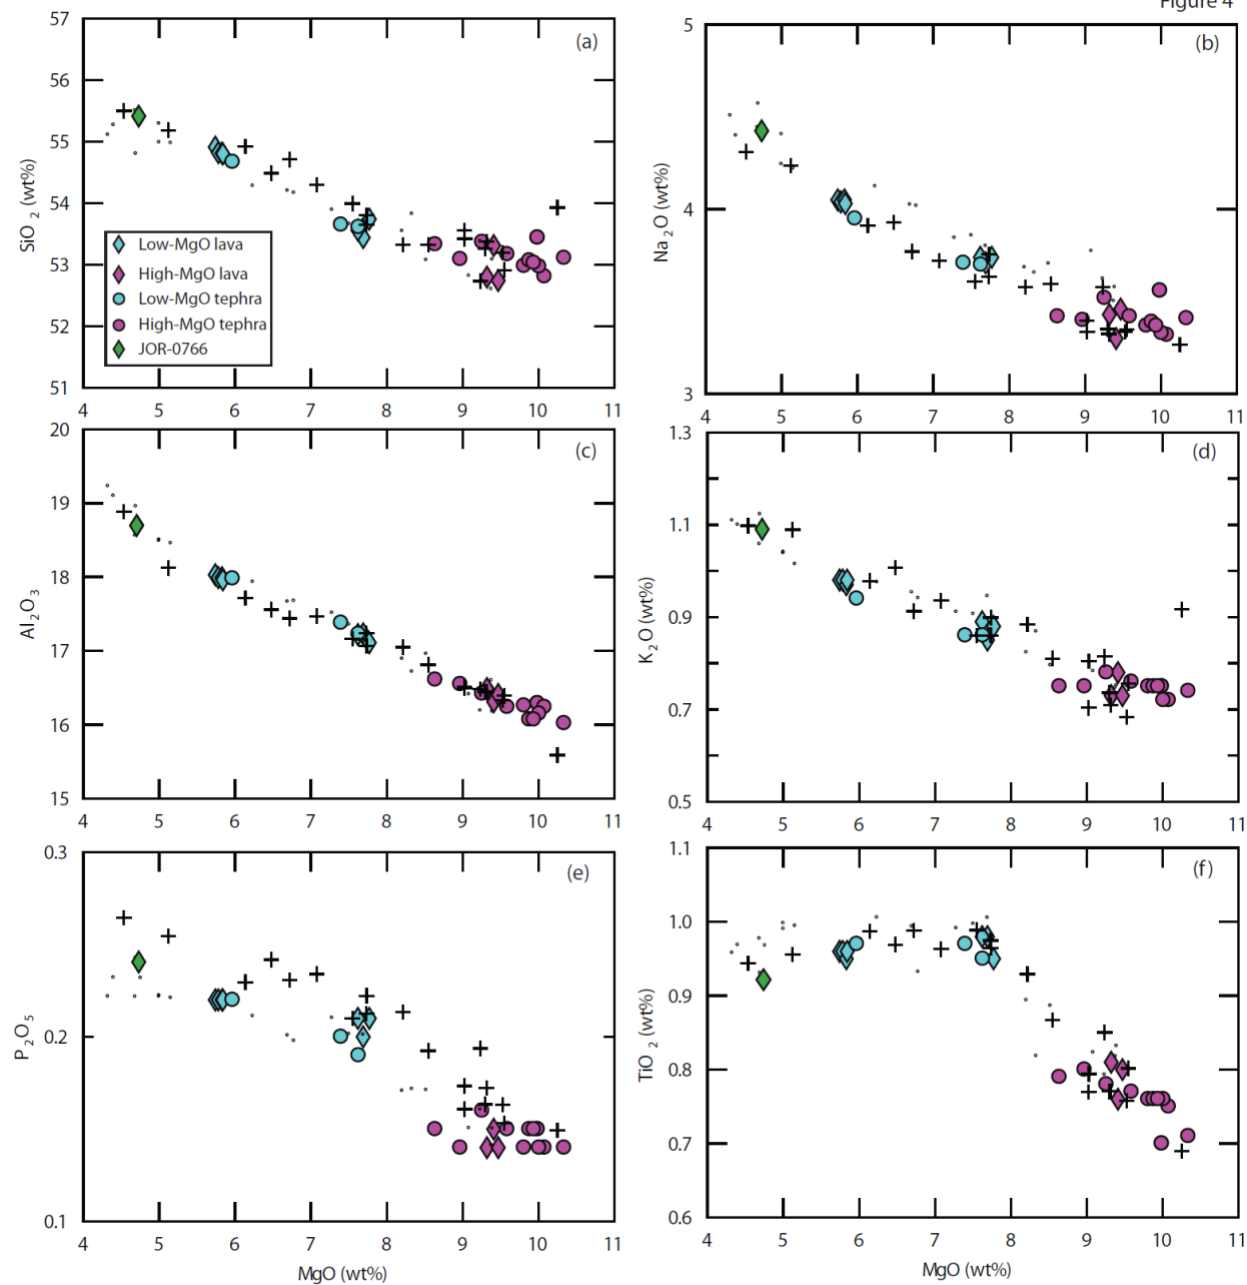 Figure 4
57
56
55
54
53
52
51
SiO2 (wt%)
(a)
Low-MgO lava
High-MgO lava
Low-MgO tephra
High-MgO tephra
JOR-0766
4 5 6 7 8 9 10 11
5
4
3
Na2O (wt%)
(b)
4 5 6 7 8 9 10 11
20
19
18
17
16
15
Al2O3
(c)
4 5 6 7 8 9 10 11
1.3
1.1
0.9
0.7
0.5
K2O (wt%)
(d)
4 5 6 7 8 9 10 11
0.3
0.2
0.1
P2O5
(e)
4 5 6 7 8 9 10 11
MgO (wt%)
1.1
1.0
0.9
0.8
0.7
0.6
TiO2 (wt%)
(f)
4 5 6 7 8 9 10 11
MgO (wt%)